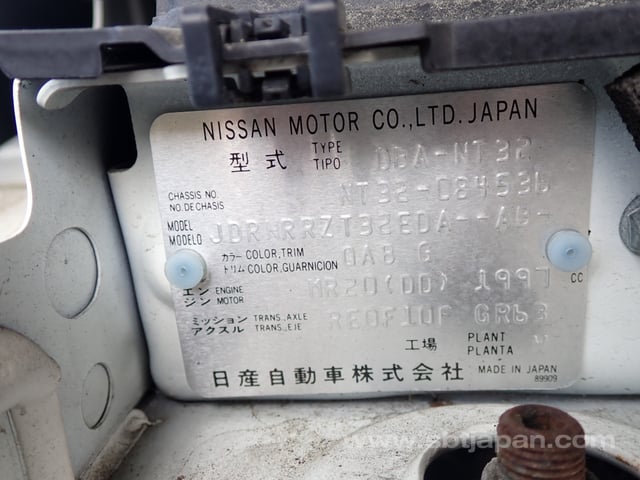 NISSAN MOTOR CO.,LTD. JAPAN
型式 TYPE TIPO DBA-NT32
CHASSIS NO. NO.DE CHASIS NT32-084536
MODEL MODELO
カラー COLOR,TRIM トリム COLOR,GUARNICION QAB G
エンジン ENGINE MOTOR MR20(DD) 1997 CC
ミッション アクスル TRANS.,AXLE TRANS.,EJE RE0F10F GR63
工場 PLANT PLANTA
日産自動車株式会社 MADE IN JAPAN
89909
www.sbtjapan.com